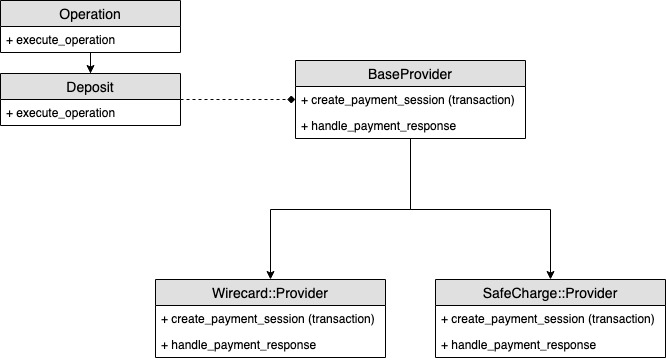 Operation
+ execute_operation
Deposit
+ execute_operation
BaseProvider
+ create_payment_session (transaction)
+ handle_payment_response
Wirecard::Provider
+ create_payment_session (transaction)
+ handle_payment_response
SafeCharge::Provider
+ create_payment_session (transaction)
+ handle_payment_response